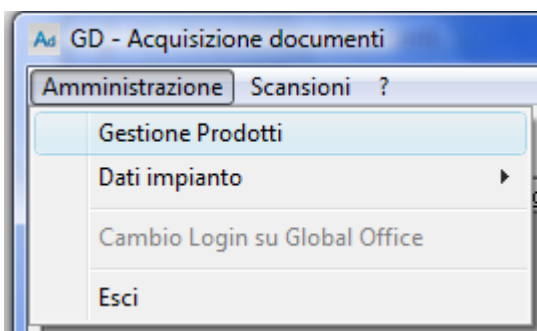 Ad GD - Acquisizione documenti
Amministrazione Scansioni ?
Gestione Prodotti
Dati impianto
Cambio Login su Global Office
Esci